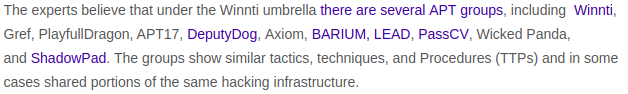 The experts believe that under the Winnti umbrella there are several APT groups, including  Winnti,
Gref, PlayfullDragon, APT17, DeputyDog, Axiom, BARIUM, LEAD, PassCV, Wicked Panda,
and ShadowPad. The groups show similar tactics, techniques, and Procedures (TTPs) and in some
cases shared portions of the same hacking infrastructure.